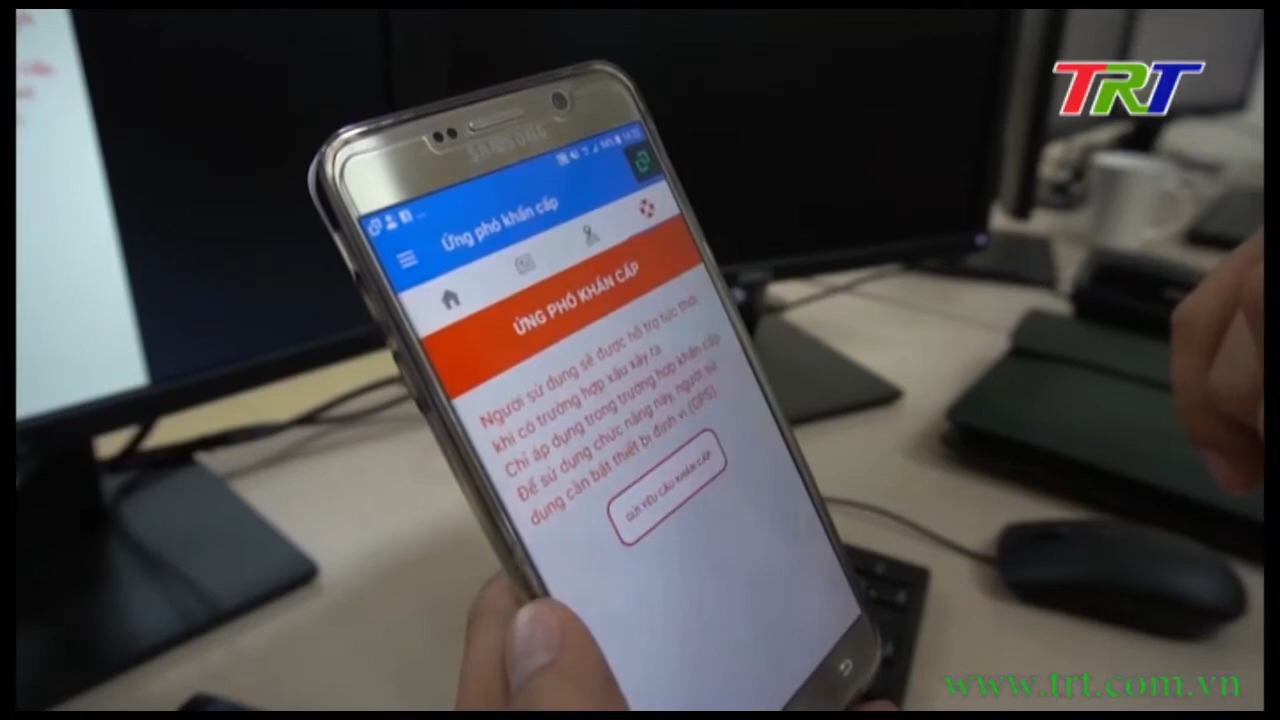 TRT
SAMSUNG
Ứng phó khẩn cấp
ỨNG PHÓ KHẨN CẤP
Người sử dụng sẽ được hỗ trợ tức thời
khi có trường hợp xấu xảy ra
Chỉ áp dụng trong trường hợp khẩn cấp
Để sử dụng chức năng này, người sử
dụng cần bật thiết bị định vị (GPS)
GỬI YÊU CẦU KHẨN CẤP
www.trt.com.vn